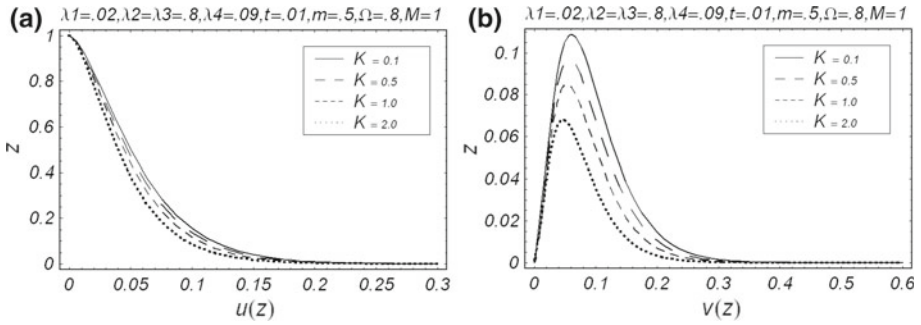 (a)
λ1=.02,λ2=λ3=.8,λ4=.09,t=.01,m=.5,Ω=.8,M=1
1
0.8
0.6
0.4
0.2
0
z
K = 0.1
K = 0.5
K = 1.0
K = 2.0
0 0.05 0.1 0.15 0.2 0.25 0.3
u(z)
(b)
λ1=.02,λ2=λ3=.8,λ4=.09,t=.01,m=.5,Ω=.8,M=1
0.1
0.08
0.06
0.04
0.02
0
z
K = 0.1
K = 0.5
K = 1.0
K = 2.0
0 0.1 0.2 0.3 0.4 0.5 0.6
v(z)